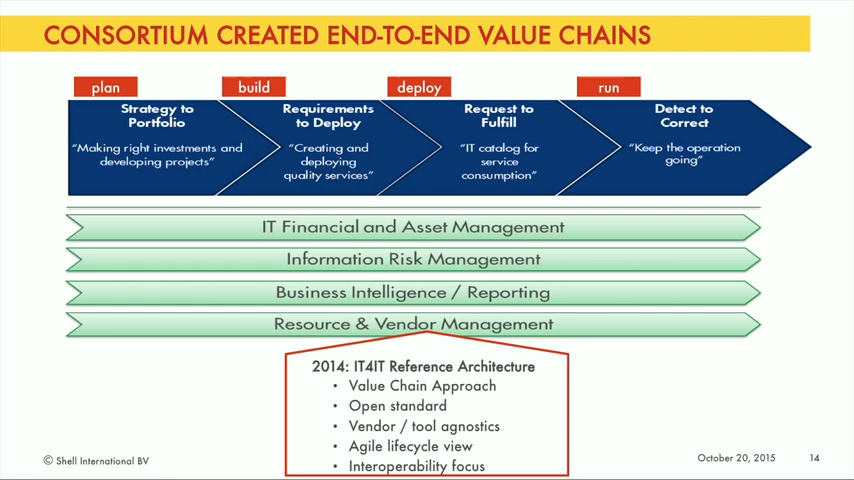 CONSORTIUM CREATED END-TO-END VALUE CHAINS
plan
build
deploy
run
Strategy to
Portfolio
"Making right investments and
developing projects"
Requirements
to Deploy
"Creating and
deploying
quality services"
Request to
Fulfill
"IT catalog for
service
consumption"
Detect to
Correct
"Keep the operation
going"
IT Financial and Asset Management
Information Risk Management
Business Intelligence / Reporting
Resource & Vendor Management
2014: IT4IT Reference Architecture
• Value Chain Approach
• Open standard
• Vendor / tool agnostics
• Agile lifecycle view
• Interoperability focus
© Shell International BV
October 20, 2015
14